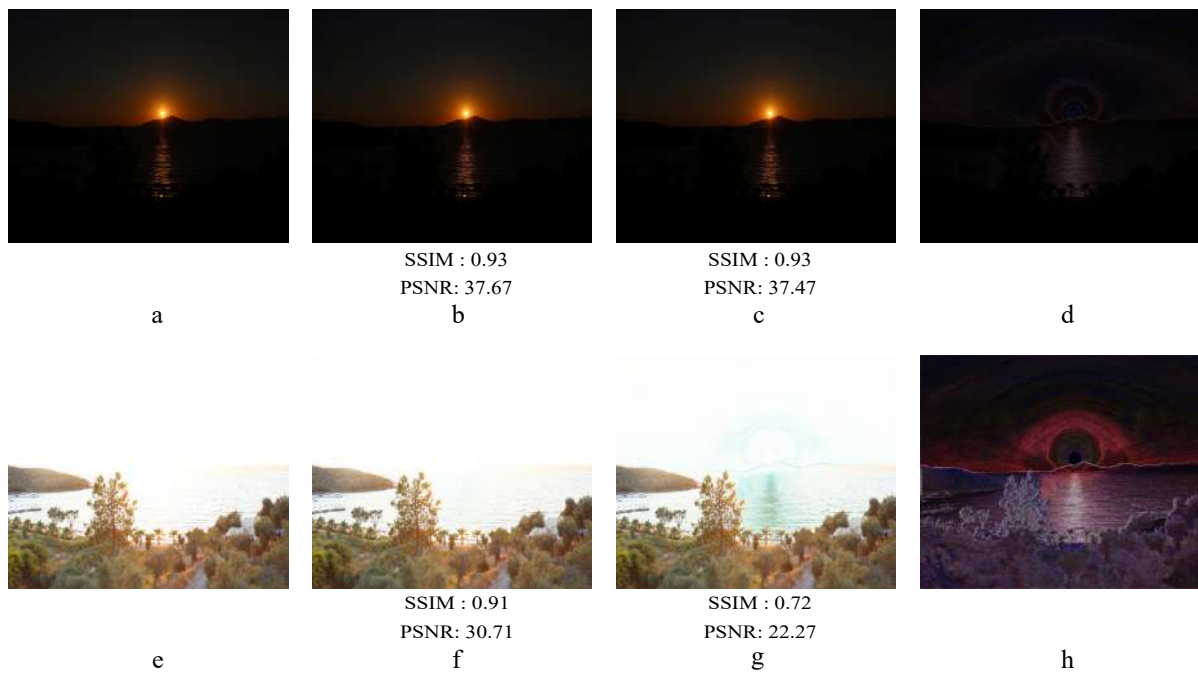 SSIM : 0.93
PSNR: 37.67
SSIM : 0.93
PSNR: 37.47
a
b
c
d
SSIM : 0.91
PSNR: 30.71
SSIM : 0.72
PSNR: 22.27
e
f
g
h